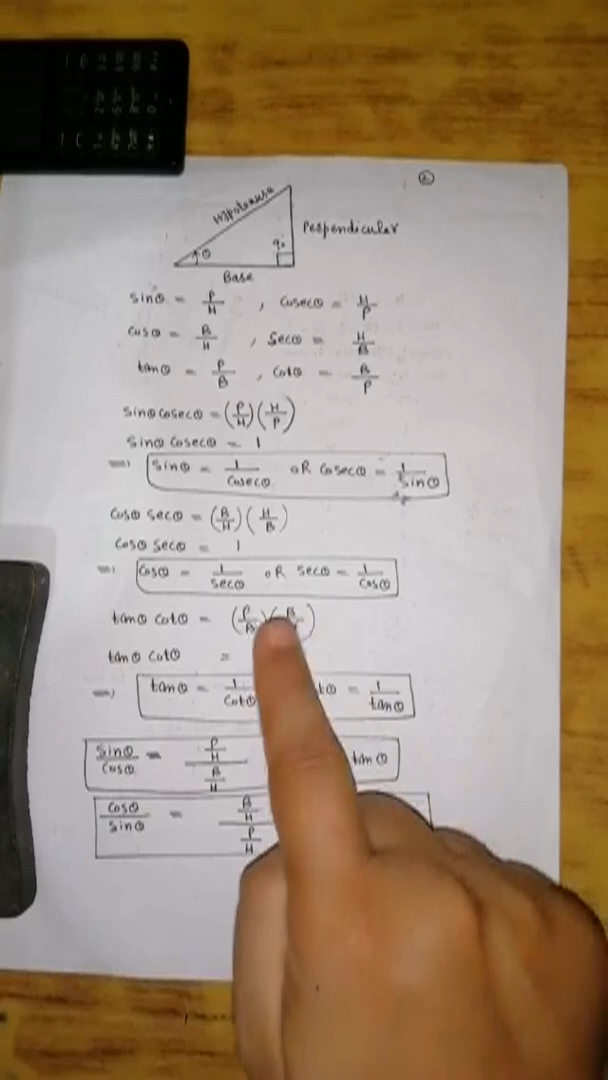 ②
Hypotenuse
Perpendicular
90°
θ
Base
sinθ = P/H , cosecθ = H/P
cosθ = B/H , secθ = H/B
tanθ = P/B , cotθ = B/P
sinθ cosecθ = (P/H)(H/P)
sinθ cosecθ = 1
⇒ sinθ = 1/cosecθ OR cosecθ = 1/sinθ
cosθ secθ = (B/H)(H/B)
cosθ secθ = 1
⇒ cosθ = 1/secθ OR secθ = 1/cosθ
tanθ cotθ = (P/B)(B/
tanθ cotθ =
⇒ tanθ = 1/cotθ tθ = 1/tanθ
sinθ/cosθ = P/H / B/H tanθ
cosθ/sinθ = B/H / P/H